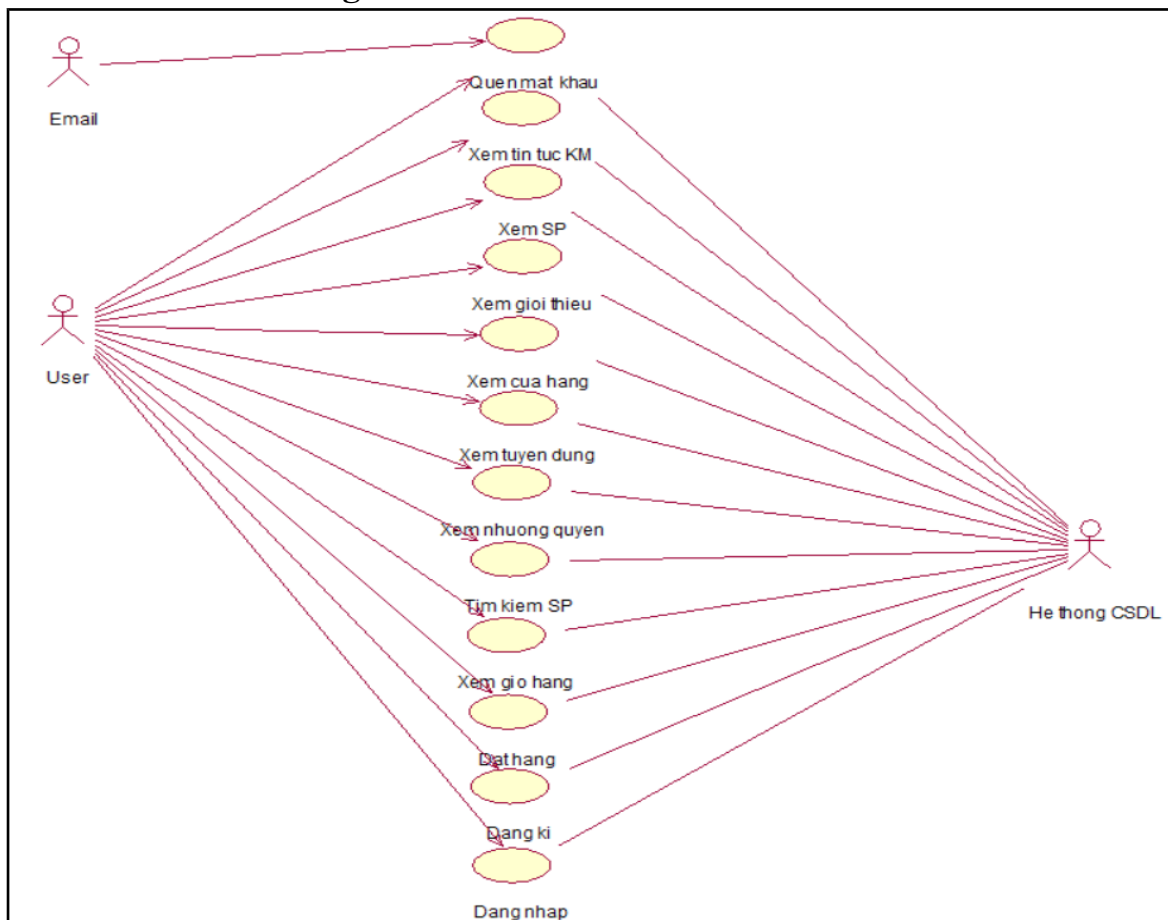 Email
Quen mat khau
Xem tin tuc KM
Xem SP
Xem gioi thieu
User
Xem cua hang
Xem tuyen dung
Xem nhuong quyen
Tim kiem SP
He thong CSDL
Xem gio hang
Dat hang
Dang ki
Dang nhap